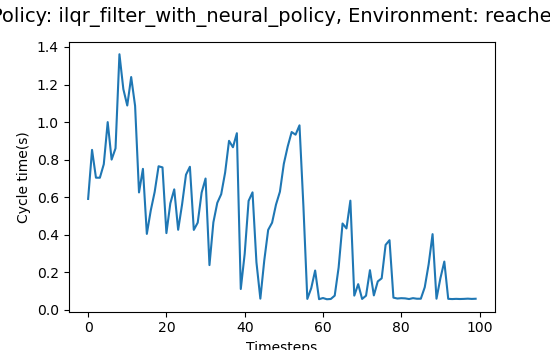 Policy: ilqr_filter_with_neural_policy, Environment: reache
1.4
1.2
1.0
0.8
0.6
0.4
0.2
0.0
Cycle time(s)
0 20 40 60 80 100
Timesteps